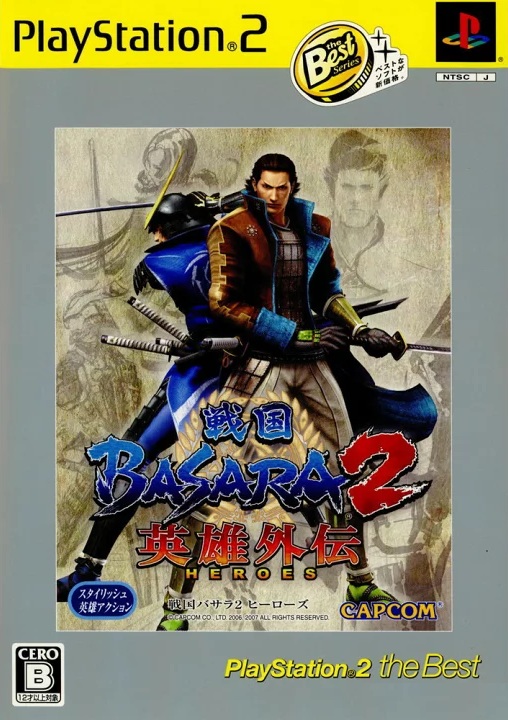 PlayStation®2
the Best Series
ベストな
ソフトが
新価格。
NTSC J
戦国
BASARA2
英雄外伝
HEROES
スタイリッシュ
英雄アクション
戦国バサラ2 ヒーローズ
© CAPCOM CO., LTD. 2006, 2007 ALL RIGHTS RESERVED.
CAPCOM®
CERO
B
12才以上対象
PlayStation®2 the Best